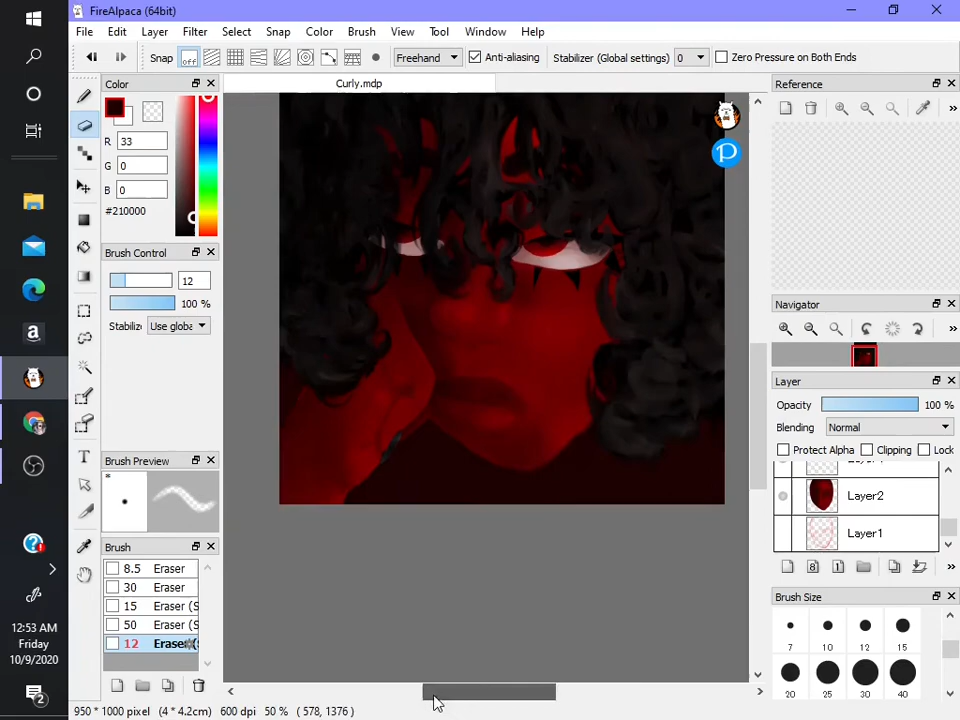 FireAlpaca (64bit)
File Edit Layer Filter Select Snap Color Brush View Tool Window Help
Snap off Freehand Anti-aliasing Stabilizer (Global settings) 0 Zero Pressure on Both Ends
Color
Curly.mdp
Reference
R 33
G 0
B 0
#210000
Brush Control
12
100 %
Stabiliz Use globa
Navigator
Layer
Opacity 100 %
Blending Normal
Protect Alpha Clipping Lock
Brush Preview
*
Layer2
Layer1
Brush
8.5 Eraser
30 Eraser
15 Eraser (S
50 Eraser (S
12 Eraser
Brush Size
7 10 12 15
20 25 30 40
12:53 AM
Friday
10/9/2020
2
950 * 1000 pixel (4 * 4.2cm) 600 dpi 50 % ( 578, 1376 )